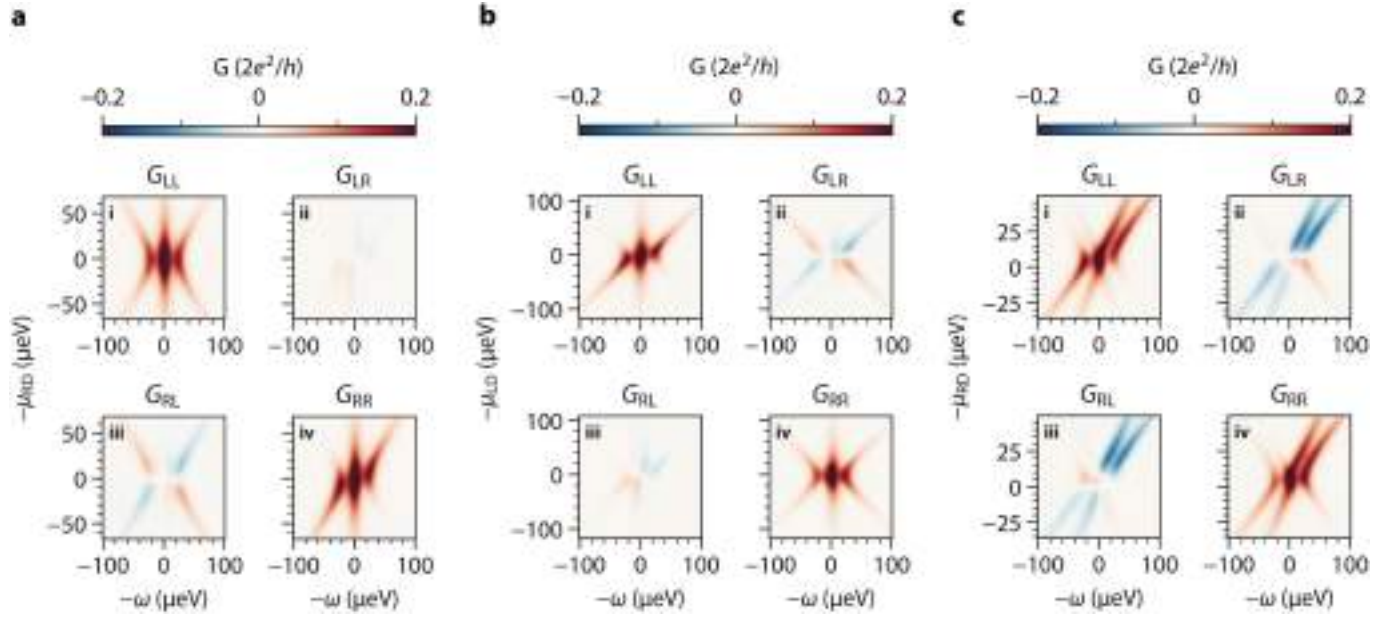 a
b
c
G (2e²/h)
G (2e²/h)
G (2e²/h)
−0.2 0 0.2
−0.2 0 0.2
−0.2 0 0.2
G_LL G_LR
G_LL G_LR
G_LL G_LR
i ii
i ii
i ii
50
0
−50
100
0
−100
25
0
−25
−100 0 100 −100 0 100
−100 0 100 −100 0 100
−100 0 100 −100 0 100
−μ_RD (μeV)
−μ_LD (μeV)
−μ_RD (μeV)
G_RL G_RR
G_RL G_RR
G_RL G_RR
iii iv
iii iv
iii iv
50
0
−50
100
0
−100
25
0
−25
−100 0 100 −100 0 100
−100 0 100 −100 0 100
−100 0 100 −100 0 100
−ω (μeV) −ω (μeV)
−ω (μeV) −ω (μeV)
−ω (μeV) −ω (μeV)